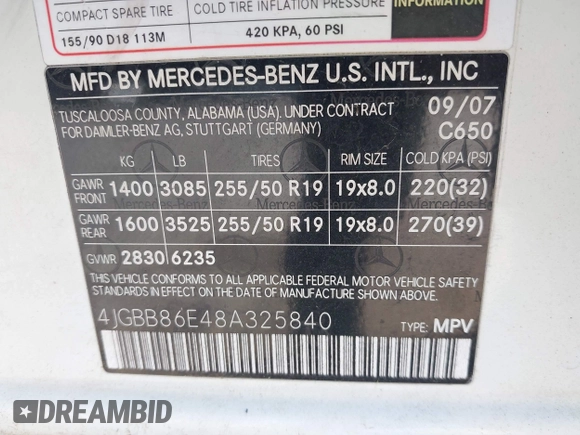 COMPACT SPARE TIRE
COLD TIRE INFLATION PRESSURE
INFORMATION
155/90 D18 113M
420 KPA, 60 PSI
MFD BY MERCEDES-BENZ U.S. INTL., INC
TUSCALOOSA COUNTY, ALABAMA (USA). UNDER CONTRACT 09/07
FOR DAIMLER-BENZ AG, STUTTGART (GERMANY) C650
KG LB TIRES RIM SIZE COLD KPA (PSI)
GAWR FRONT 1400 3085 255/50 R19 19x8.0 220(32)
GAWR REAR 1600 3525 255/50 R19 19x8.0 270(39)
GVWR 2830 6235
THIS VEHICLE CONFORMS TO ALL APPLICABLE FEDERAL MOTOR VEHICLE SAFETY
STANDARDS IN EFFECT ON THE DATE OF MANUFACTURE SHOWN ABOVE.
4JGBB86E48A325840 TYPE: MPV
DREAMBID